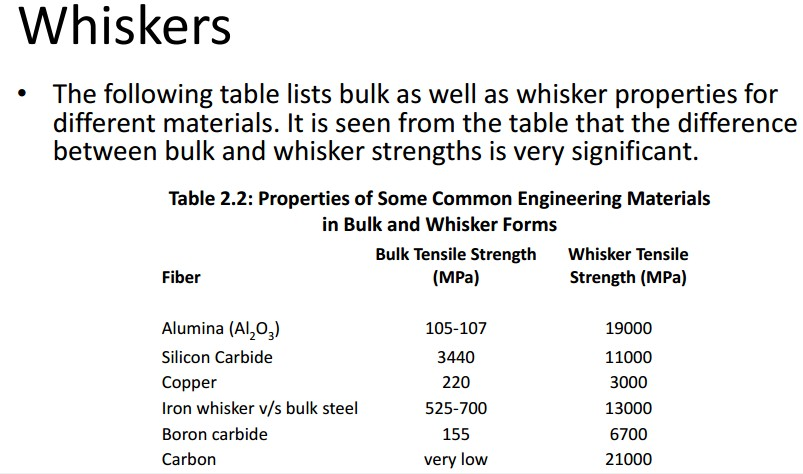 Whiskers
• The following table lists bulk as well as whisker properties for
different materials. It is seen from the table that the difference
between bulk and whisker strengths is very significant.
Table 2.2: Properties of Some Common Engineering Materials
in Bulk and Whisker Forms
Fiber Bulk Tensile Strength (MPa) Whisker Tensile Strength (MPa)
Alumina (Al₂O₃) 105-107 19000
Silicon Carbide 3440 11000
Copper 220 3000
Iron whisker v/s bulk steel 525-700 13000
Boron carbide 155 6700
Carbon very low 21000